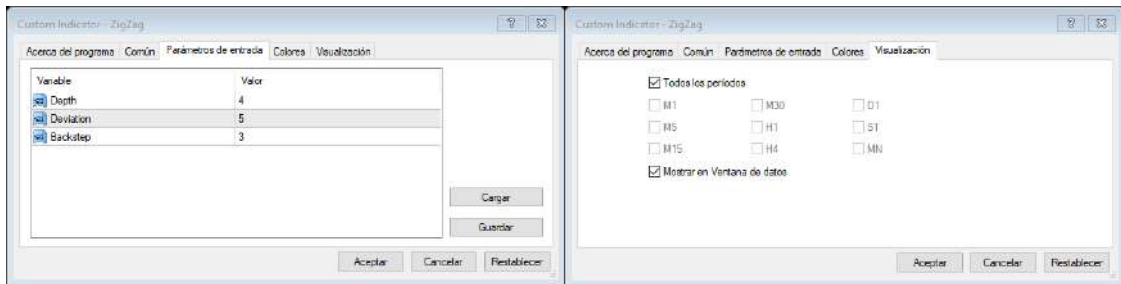 Custom Indicator - ZigZag
Acerca del programa Común Parámetros de entrada Colores Visualización
Variable Valor
Depth 4
Deviation 5
Backstep 3
Cargar
Guardar
Aceptar Cancelar Restablecer
Custom Indicator - ZigZag
Acerca del programa Común Parámetros de entrada Colores Visualización
Todos los períodos
M1 M30 D1
M5 H1 S1
M15 H4 MN
Mostrar en Ventana de datos
Aceptar Cancelar Restablecer